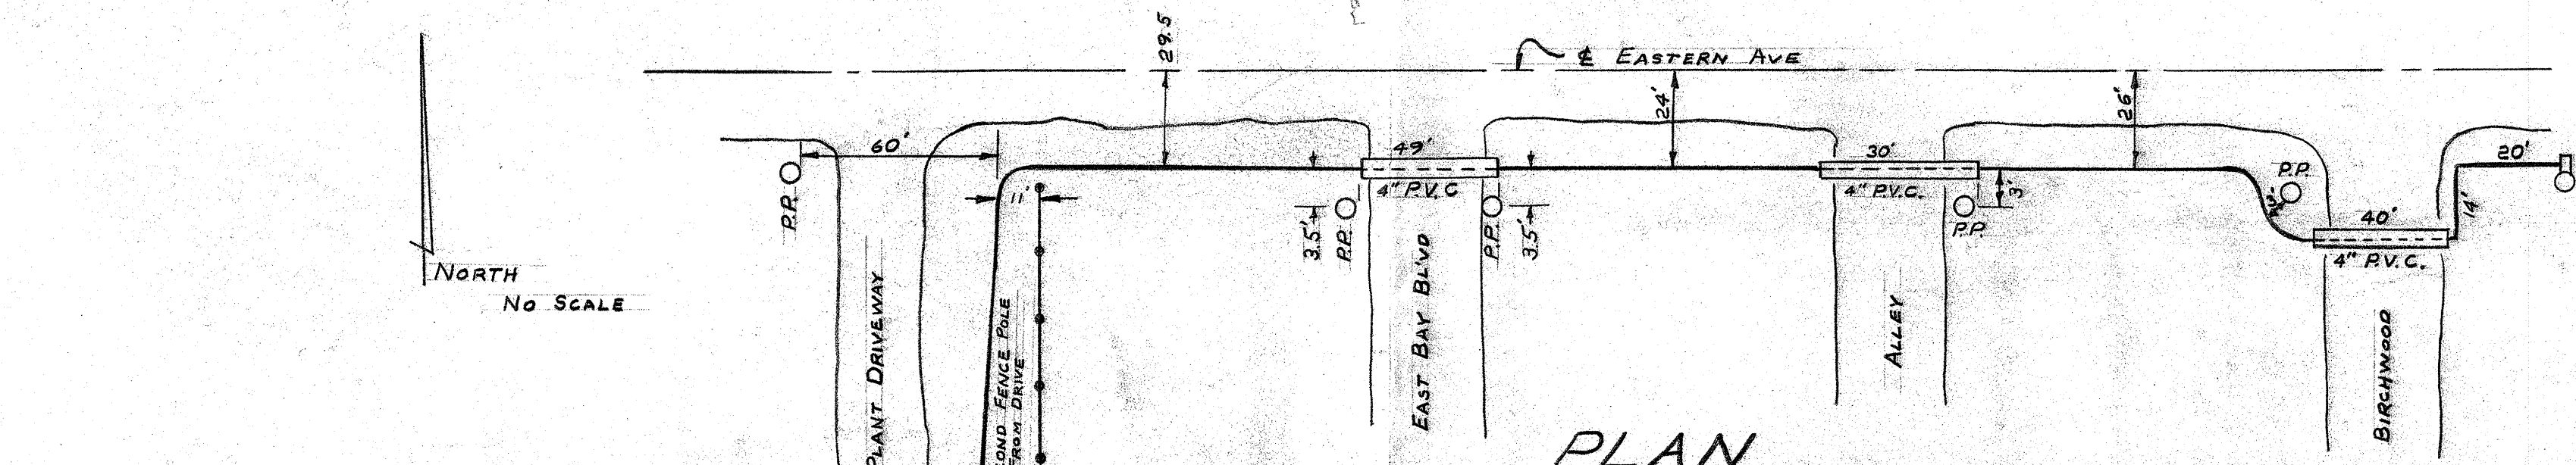 29.5
℄ EASTERN AVE
24'
26'
60'
49'
30'
20'
P.P.
11'
4" P.V.C
4" P.V.C.
3'
P.P.
14'
P.P.
3.5'
P.P.
P.P.
3.5'
P.P.
40'
4" P.V.C.
NORTH
NO SCALE
PLANT DRIVEWAY
FENCE POLE
FROM DRIVE
EAST BAY BL'VD
ALLEY
BIRCHWOOD
PLAN